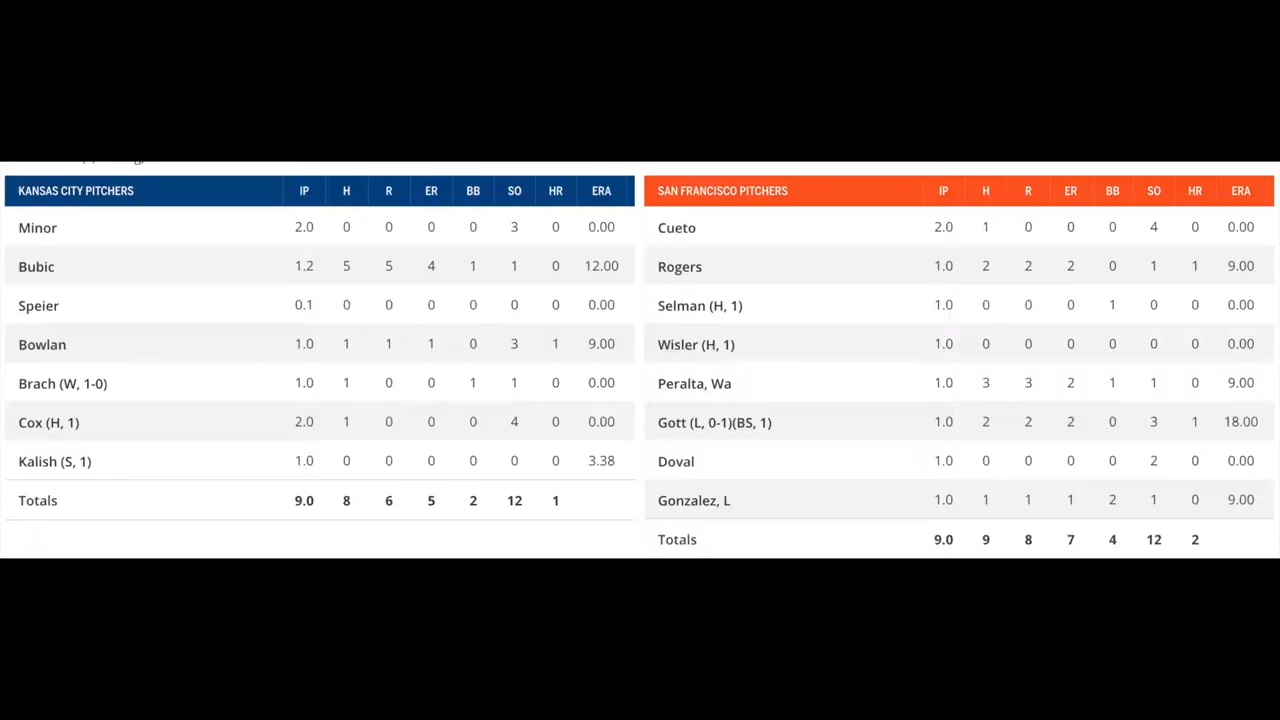 KANSAS CITY PITCHERS IP H R ER BB SO HR ERA
Minor 2.0 0 0 0 0 3 0 0.00
Bubic 1.2 5 5 4 1 1 0 12.00
Speier 0.1 0 0 0 0 0 0 0.00
Bowlan 1.0 1 1 1 0 3 1 9.00
Brach (W, 1-0) 1.0 1 0 0 1 1 0 0.00
Cox (H, 1) 2.0 1 0 0 0 4 0 0.00
Kalish (S, 1) 1.0 0 0 0 0 0 0 3.38
Totals 9.0 8 6 5 2 12 1
SAN FRANCISCO PITCHERS IP H R ER BB SO HR ERA
Cueto 2.0 1 0 0 0 4 0 0.00
Rogers 1.0 2 2 2 0 1 1 9.00
Selman (H, 1) 1.0 0 0 0 1 0 0 0.00
Wisler (H, 1) 1.0 0 0 0 0 0 0 0.00
Peralta, Wa 1.0 3 3 2 1 1 0 9.00
Gott (L, 0-1)(BS, 1) 1.0 2 2 2 0 3 1 18.00
Doval 1.0 0 0 0 0 2 0 0.00
Gonzalez, L 1.0 1 1 1 2 1 0 9.00
Totals 9.0 9 8 7 4 12 2